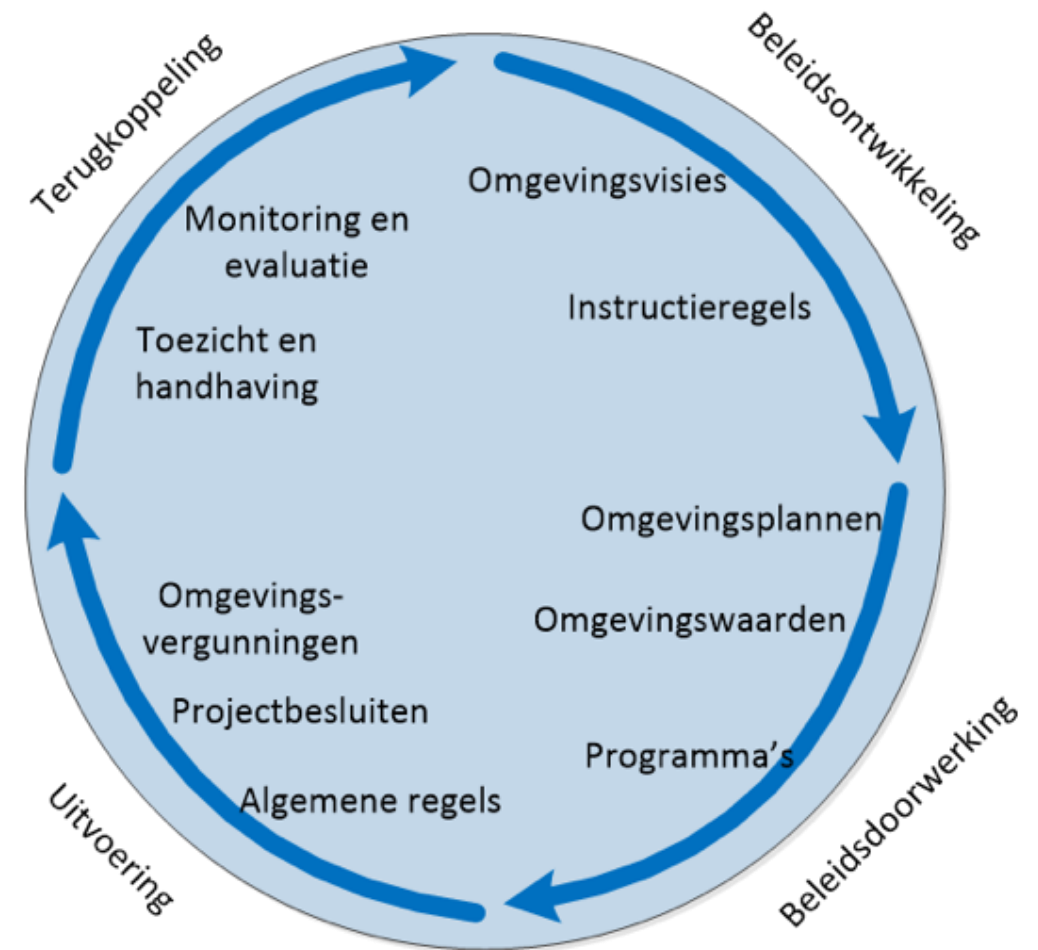 Terugkoppeling
Beleidsontwikkeling
Omgevingsvisies
Instructieregels
Omgevingsplannen
Omgevingswaarden
Programma’s
Beleidsdoorwerking
Algemene regels
Projectbesluiten
Omgevings-
vergunningen
Uitvoering
Toezicht en
handhaving
Monitoring en
evaluatie